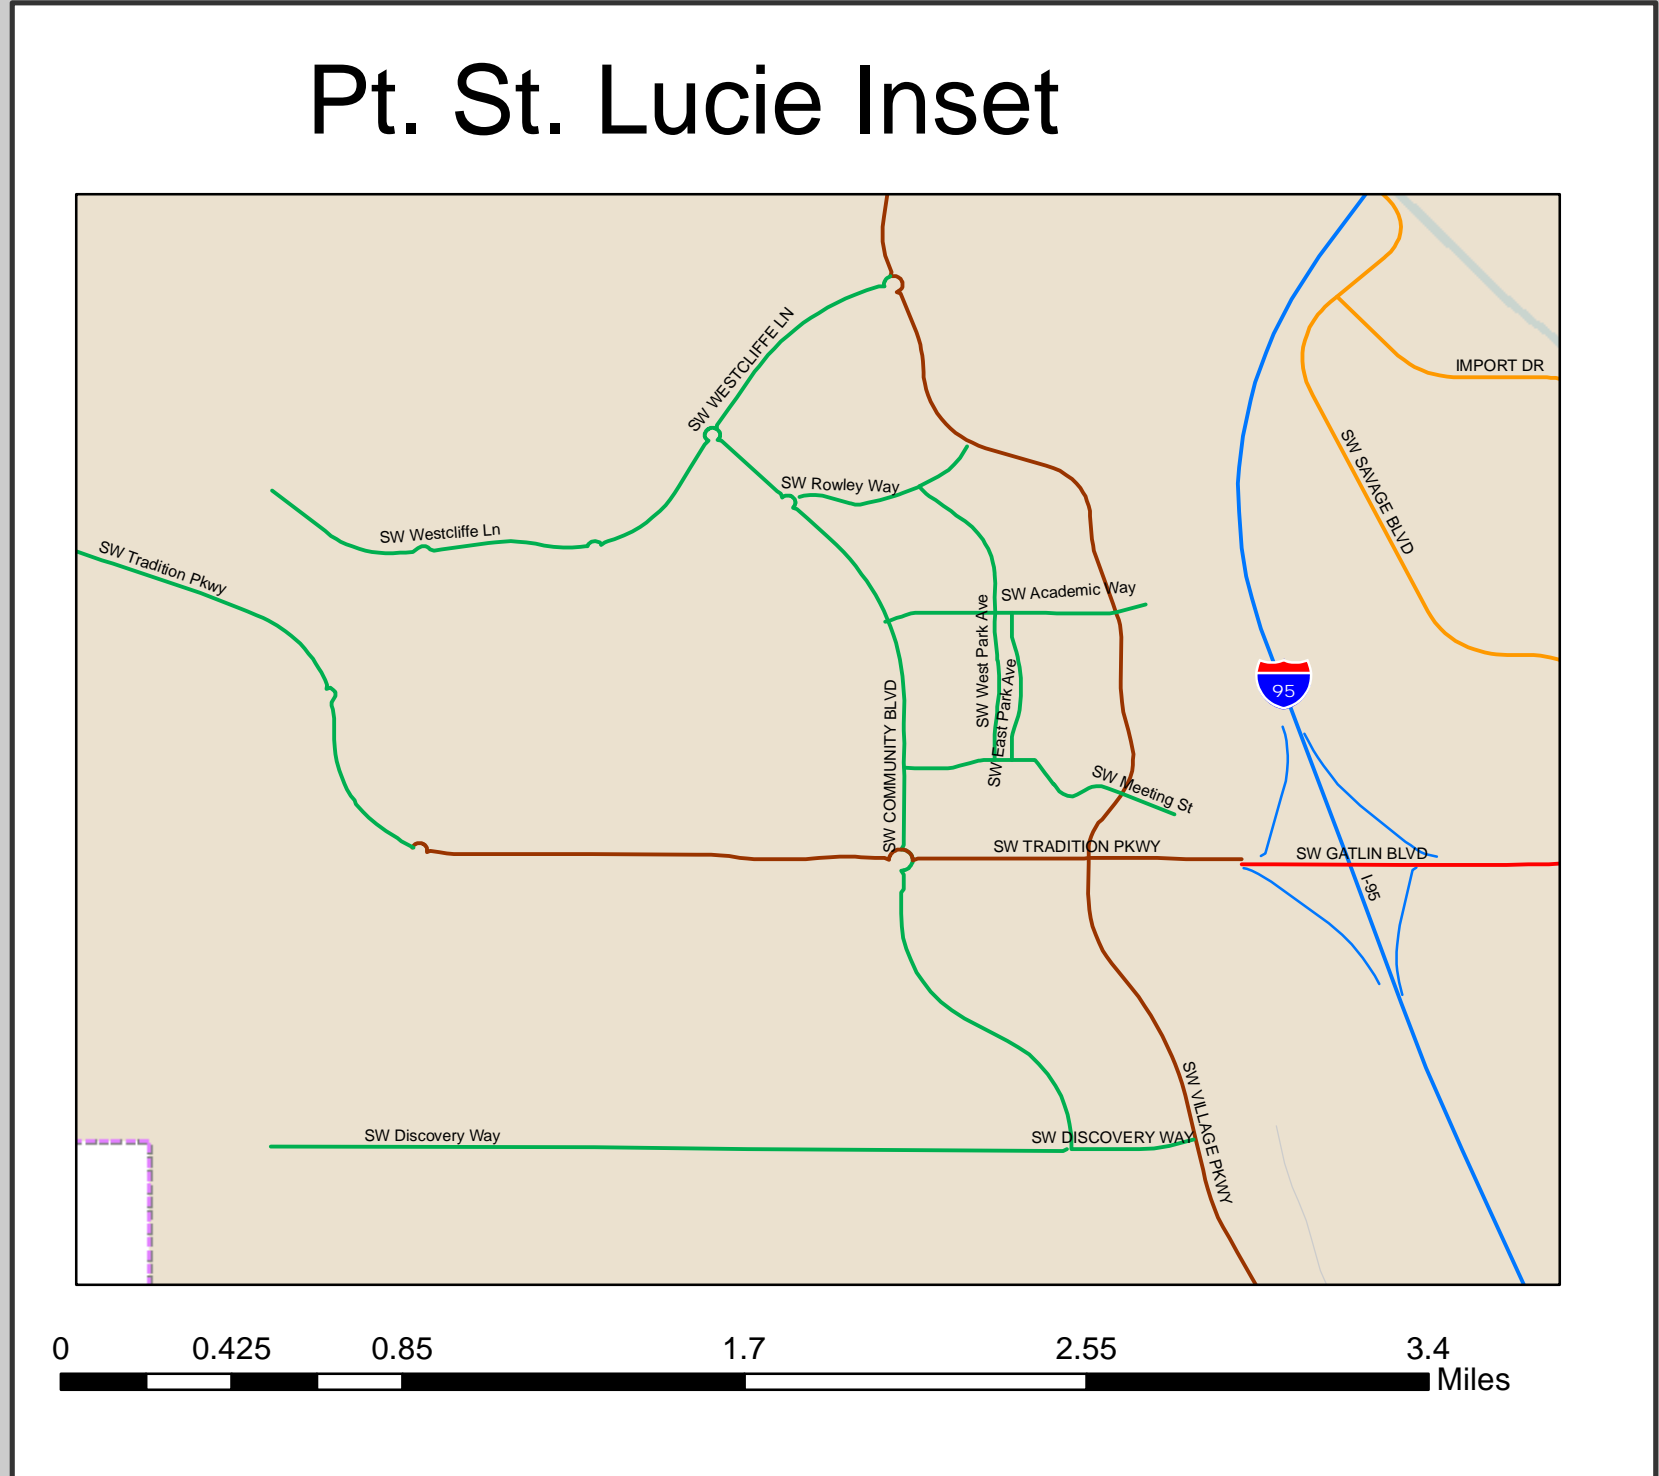 Pt. St. Lucie Inset
SW WESTCLIFFE LN
IMPORT DR
SW SAVAGE BLVD
SW Rowley Way
SW Westcliffe Ln
SW Tradition Pkwy
SW Academic Way
SW West Park Ave
SW East Park Ave
95
SW COMMUNITY BLVD
SW Meeting St
SW TRADITION PKWY
SW GATLIN BLVD
I-95
SW VILLAGE PKWY
SW Discovery Way
SW DISCOVERY WAY
0 0.425 0.85 1.7 2.55 3.4
Miles